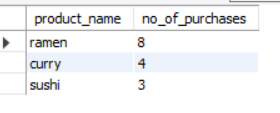 product_name no_of_purchases
ramen 8
curry 4
sushi 3